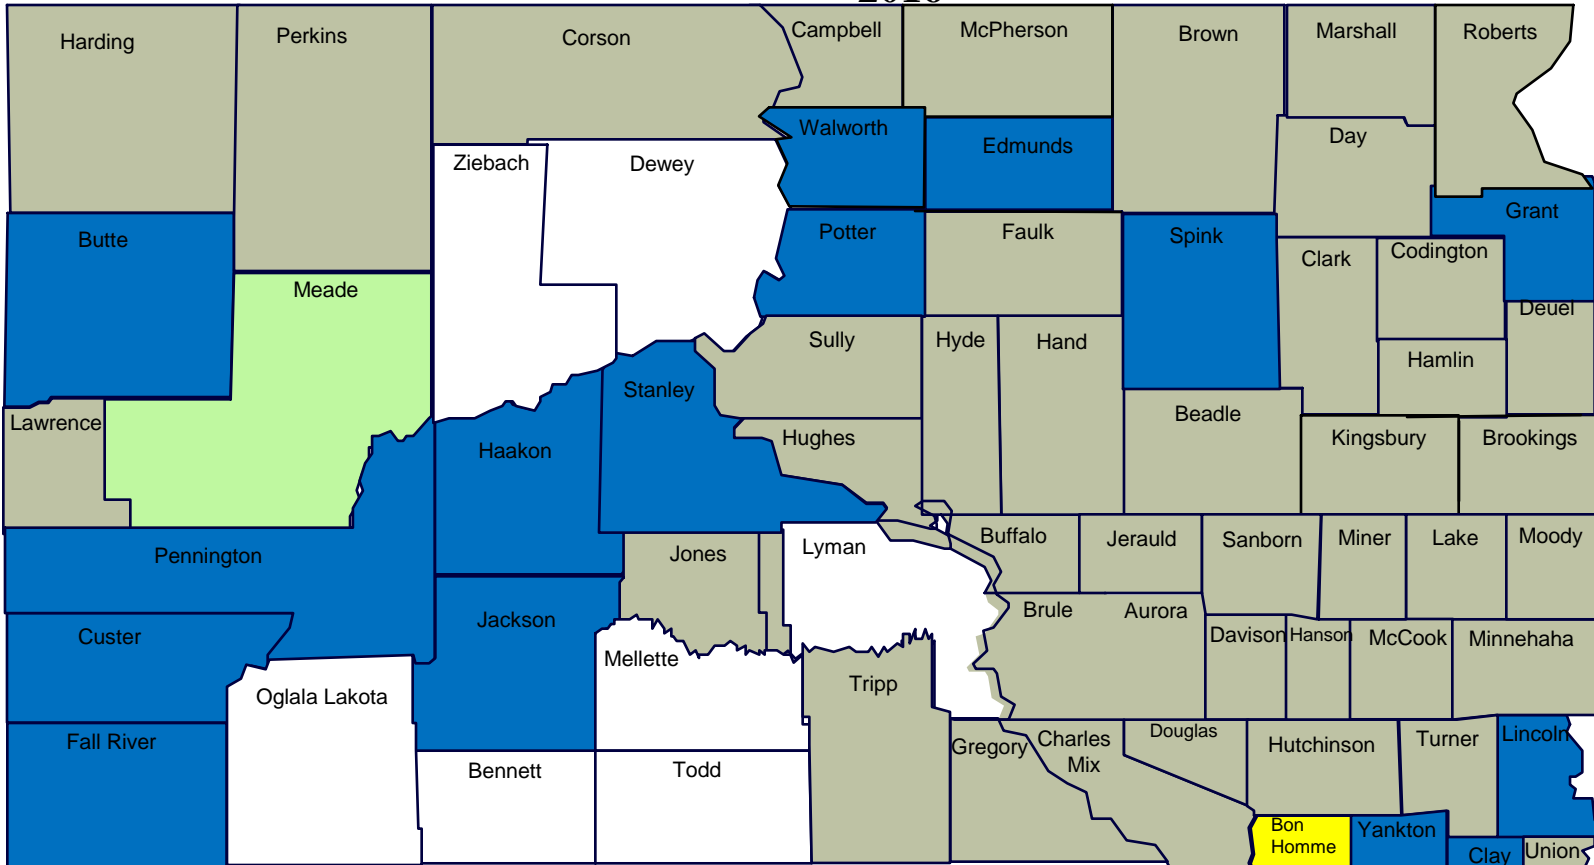 2016
Harding
Perkins
Corson
Campbell
McPherson
Brown
Marshall
Roberts
Walworth
Edmunds
Day
Ziebach
Dewey
Grant
Butte
Potter
Faulk
Spink
Clark
Codington
Meade
Deuel
Sully
Hyde
Hand
Hamlin
Stanley
Lawrence
Beadle
Haakon
Hughes
Kingsbury
Brookings
Pennington
Jones
Lyman
Buffalo
Jerauld
Sanborn
Miner
Lake
Moody
Custer
Jackson
Brule
Aurora
Davison
Hanson
McCook
Minnehaha
Mellette
Oglala Lakota
Tripp
Fall River
Gregory
Charles
Mix
Douglas
Hutchinson
Turner
Lincoln
Bennett
Todd
Bon
Homme
Yankton
Clay
Union